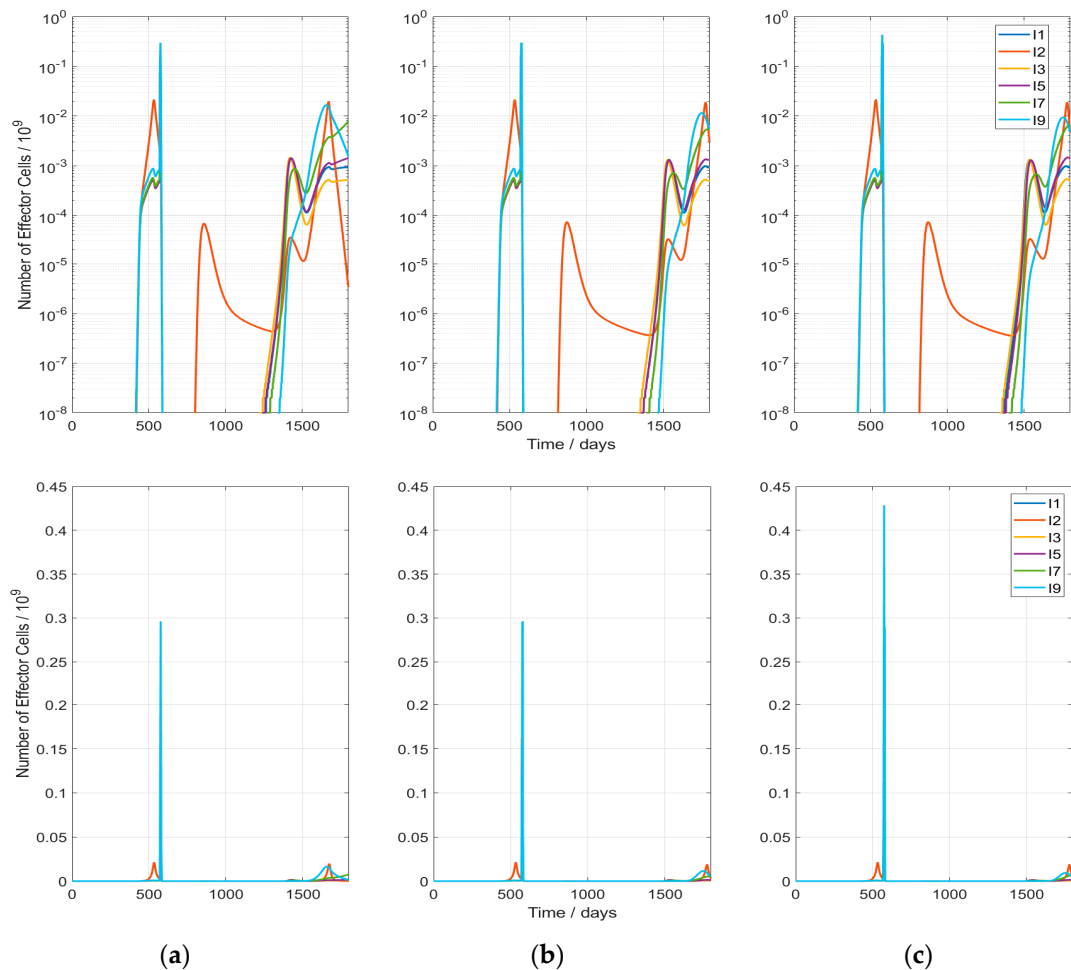 Number of Effector Cells / 10^9
10^0
10^-1
10^-2
10^-3
10^-4
10^-5
10^-6
10^-7
10^-8
0 500 1000 1500
10^0
10^-1
10^-2
10^-3
10^-4
10^-5
10^-6
10^-7
10^-8
0 500 1000 1500
Time / days
10^0
10^-1
10^-2
10^-3
10^-4
10^-5
10^-6
10^-7
10^-8
0 500 1000 1500
I1
I2
I3
I5
I7
I9
Number of Effector Cells / 10^9
0.45
0.4
0.35
0.3
0.25
0.2
0.15
0.1
0.05
0
0 500 1000 1500
0.45
0.4
0.35
0.3
0.25
0.2
0.15
0.1
0.05
0
0 500 1000 1500
Time / days
0.45
0.4
0.35
0.3
0.25
0.2
0.15
0.1
0.05
0
0 500 1000 1500
I1
I2
I3
I5
I7
I9
(a) (b) (c)